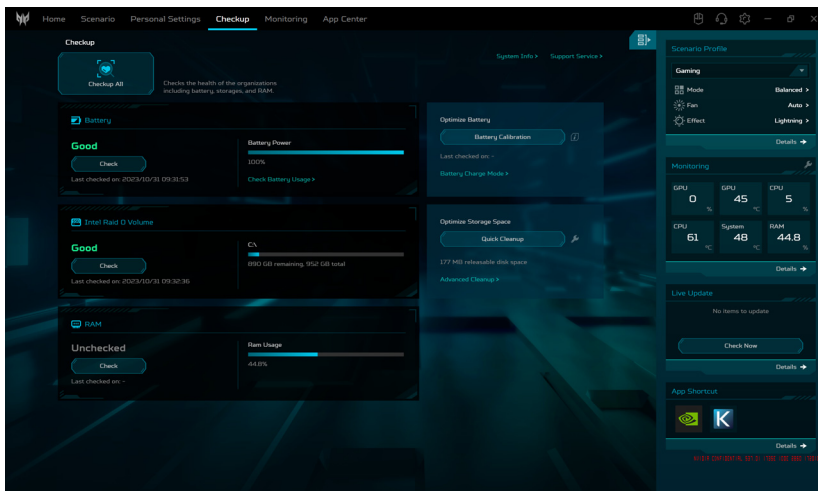 Home Scenario Personal Settings Checkup Monitoring App Center
Checkup
System Info > Support Service >
Checkup All
Checks the health of the organizations
including battery, storages, and RAM.
Battery
Good
Check
Last checked on: 2023/10/31 09:31:53
Battery Power
100%
Check Battery Usage >
Optimize Battery
Battery Calibration
Last checked on: -
Battery Charge Mode >
Intel Raid 0 Volume
Good
Check
Last checked on: 2023/10/31 09:32:36
C:\
890 GB remaining, 952 GB total
Optimize Storage Space
Quick Cleanup
177 MB releasable disk space
Advanced Cleanup >
RAM
Unchecked
Check
Last checked on: -
Ram Usage
44.8%
Scenario Profile
Gaming
Mode Balanced >
Fan Auto >
Effect Lightning >
Details →
Monitoring
GPU 0 %
GPU 45 °C
CPU 5 %
CPU 61 °C
System 48 °C
RAM 44.8 %
Details →
Live Update
No items to update
Check Now
Details →
App Shortcut
K
Details →